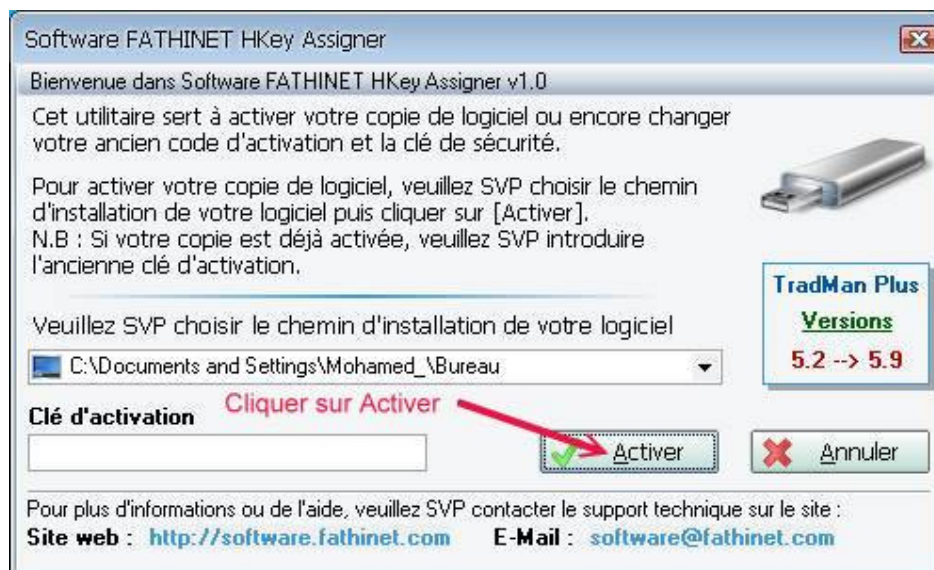 Software FATHINET HKey Assigner
Bienvenue dans Software FATHINET HKey Assigner v1.0
Cet utilitaire sert à activer votre copie de logiciel ou encore changer
votre ancien code d'activation et la clé de sécurité.
Pour activer votre copie de logiciel, veuillez SVP choisir le chemin
d'installation de votre logiciel puis cliquer sur [Activer].
N.B : Si votre copie est déjà activée, veuillez SVP introduire
l'ancienne clé d'activation.
TradMan Plus
Versions
5.2 --> 5.9
Veuillez SVP choisir le chemin d'installation de votre logiciel
C:\Documents and Settings\Mohamed_\Bureau
Cliquer sur Activer
Clé d'activation
Activer
Annuler
Pour plus d'informations ou de l'aide, veuillez SVP contacter le support technique sur le site :
Site web : http://software.fathinet.com E-Mail : software@fathinet.com